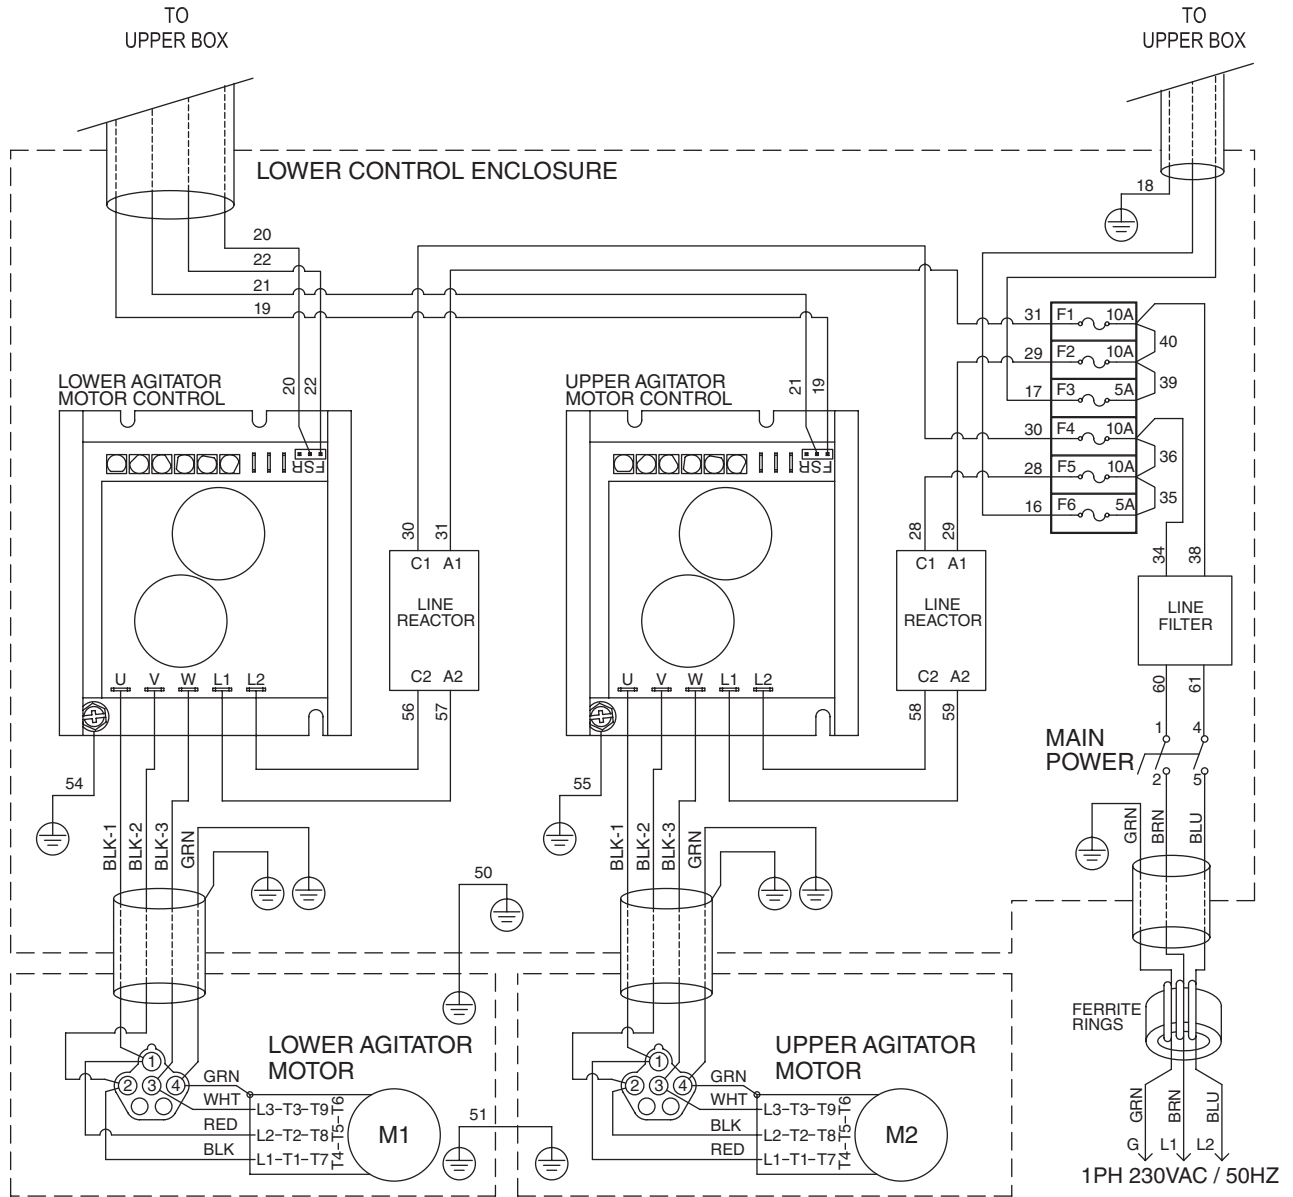 TO
UPPER BOX
TO
UPPER BOX
LOWER CONTROL ENCLOSURE
18
20
22
21
19
31 F1 10A
40
29 F2 10A
39
17 F3 5A
30 F4 10A
36
28 F5 10A
35
16 F6 5A
LOWER AGITATOR
MOTOR CONTROL
20
22
FSR
UPPER AGITATOR
MOTOR CONTROL
21
19
FSR
30
31
C1 A1
LINE
REACTOR
C2 A2
56
57
28
29
C1 A1
LINE
REACTOR
C2 A2
58
59
34
38
LINE
FILTER
60
61
U V W L1 L2
U V W L1 L2
MAIN
POWER
1 4
2 5
54
55
BLK-1
BLK-2
BLK-3
GRN
BLK-1
BLK-2
BLK-3
GRN
GRN
BRN
BLU
50
FERRITE
RINGS
LOWER AGITATOR
MOTOR
1
2 3 4
GRN
WHT
RED
BLK
L3-T3-T9
L2-T2-T8
L1-T1-T7
T4-T5-T6
M1
51
UPPER AGITATOR
MOTOR
1
2 3 4
GRN
WHT
BLK
RED
L3-T3-T9
L2-T2-T8
L1-T1-T7
T4-T5-T6
M2
GRN
BRN
BLU
G L1 L2
1PH 230VAC / 50HZ